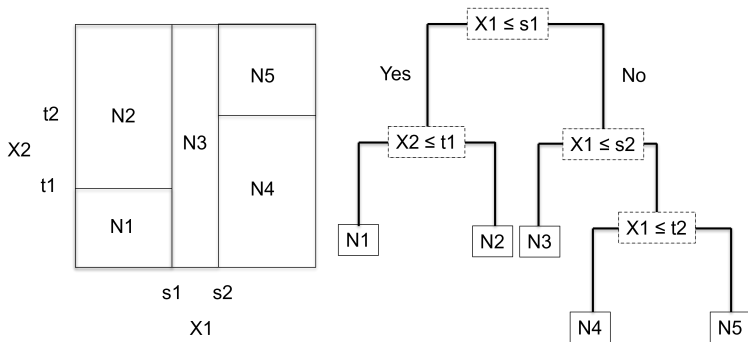 t2
X2
t1
N2
N1
N3
N5
N4
s1
s2
X1
X1 ≤ s1
Yes
No
X2 ≤ t1
X1 ≤ s2
N1
N2
N3
X1 ≤ t2
N4
N5